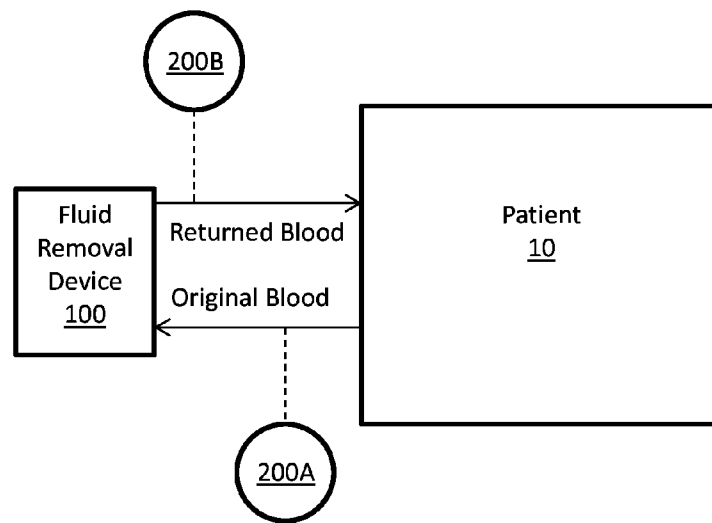 200B
Fluid
Removal
Device
100
Returned Blood
Original Blood
Patient
10
200A